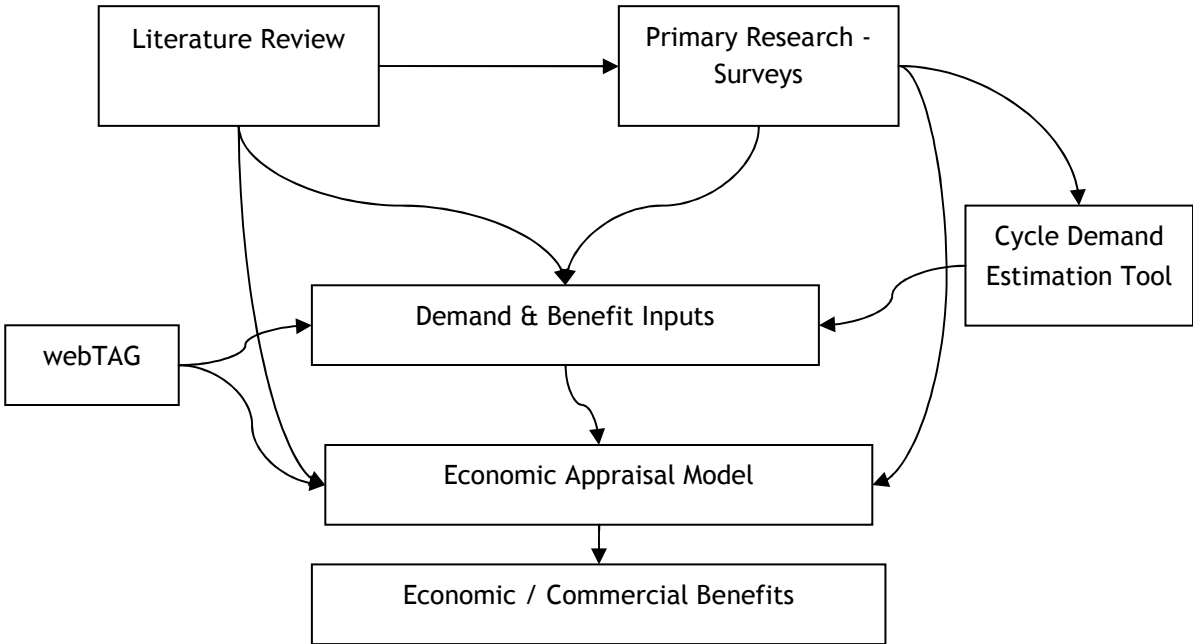 Literature Review
Primary Research -
Surveys
Cycle Demand
Estimation Tool
Demand & Benefit Inputs
webTAG
Economic Appraisal Model
Economic / Commercial Benefits